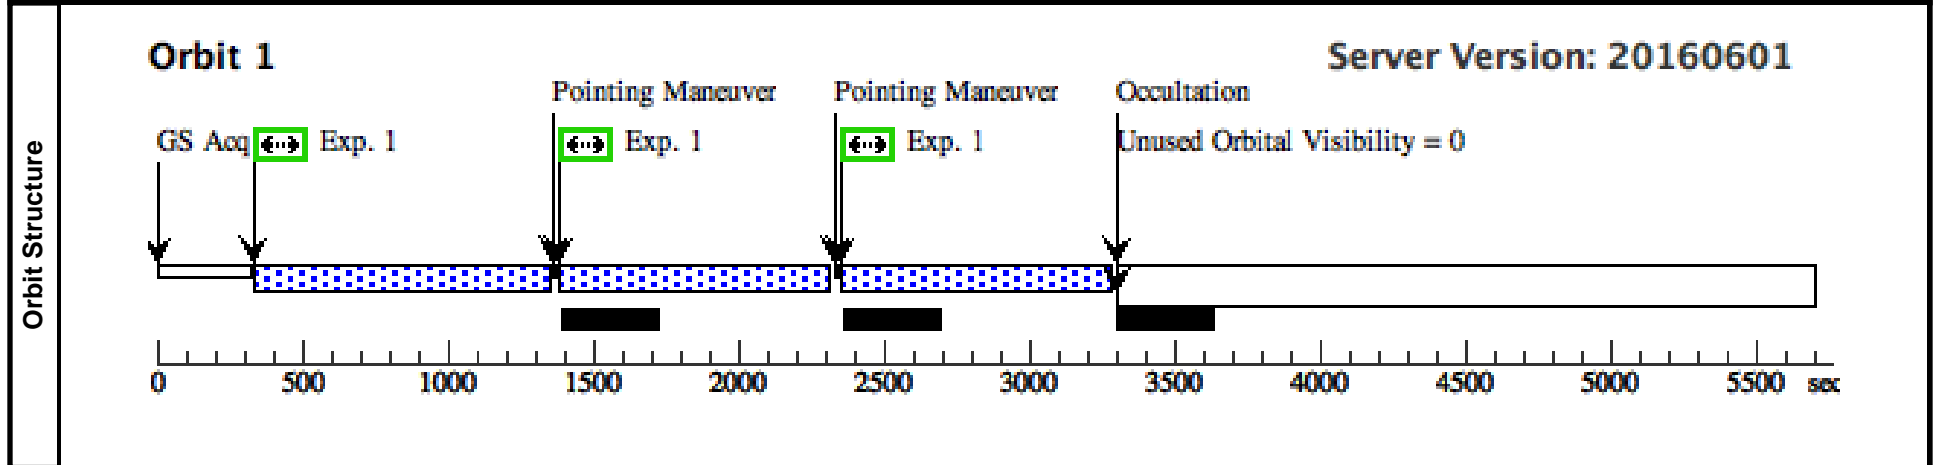 Orbit Structure
Orbit 1
Server Version: 20160601
Pointing Maneuver
Pointing Maneuver
Occultation
GS Acq
Exp. 1
Exp. 1
Exp. 1
Unused Orbital Visibility = 0
0 500 1000 1500 2000 2500 3000 3500 4000 4500 5000 5500 sec